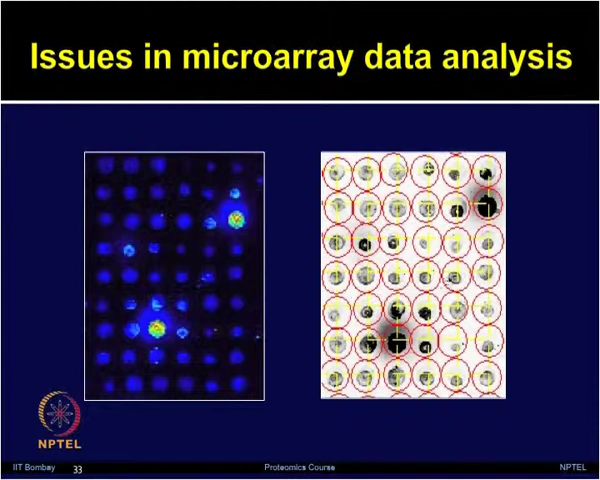 Issues in microarray data analysis
NPTEL
IIT Bombay 33 Proteomics Course NPTEL